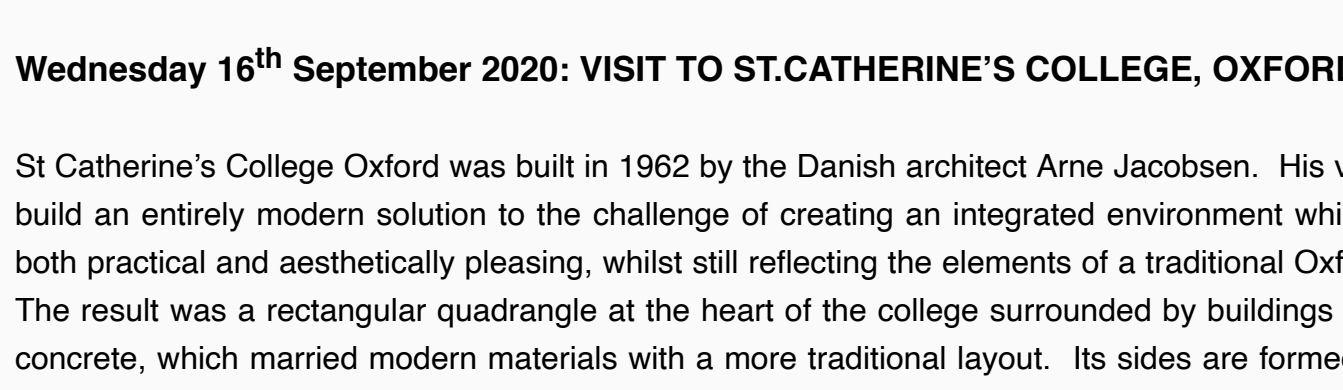 Wednesday 16th September 2020: VISIT TO ST.CATHERINE’S COLLEGE,
St Catherine’s College Oxford was built in 1962 by the Danish architect Arne Jacobsen.  His
build an entirely modern solution to the challenge of creating an integrated environment
both practical and aesthetically pleasing, whilst still reflecting the elements of a traditional
The result was a rectangular quadrangle at the heart of the college surrounded by buildings
concrete, which married modern materials with a more traditional layout.  Its sides are